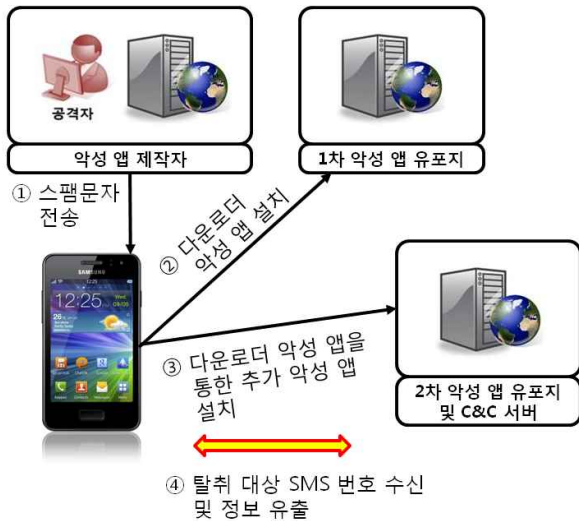 공격자
악성 앱 제작자
1차 악성 앱 유포지
① 스팸문자
전송
② 다운로더
악성 앱 설치
SAMSUNG
12:25
③ 다운로더 악성 앱을
통한 추가 악성 앱
설치
2차 악성 앱 유포지
및 C&C 서버
④ 탈취 대상 SMS 번호 수신
및 정보 유출